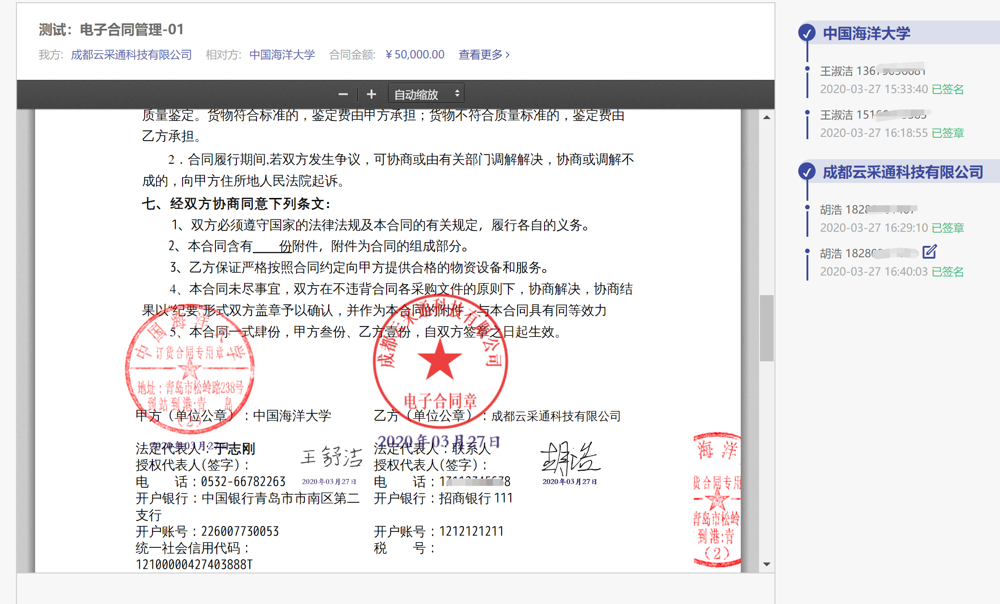 测试：电子合同管理-01
我方: 成都云采通科技有限公司 相对方: 中国海洋大学 合同金额: ¥ 50,000.00 查看更多 >
自动缩放
质量鉴定。货物符合标准的，鉴定费由甲方承担；货物不符合质量标准的，鉴定费由
乙方承担。
2．合同履行期间,若双方发生争议，可协商或由有关部门调解解决，协商或调解不
成的，向甲方住所地人民法院起诉。
七、经双方协商同意下列条文：
1、双方必须遵守国家的法律法规及本合同的有关规定，履行各自的义务。
2、本合同含有____份附件，附件为合同的组成部分。
3、乙方保证严格按照合同约定向甲方提供合格的物资设备和服务。
4、本合同未尽事宜，双方在不违背合同各采购文件的原则下，协商解决，协商结
果以“纪要”形式双方盖章予以确认，并作为本合同的附件，与本合同具有同等效力
5、本合同一式肆份，甲方叁份、乙方壹份，自双方签章之日起生效。
中国海洋大学
订货合同专用章
地址：青岛市松岭路238号
到站到港:青 岛
（2）
成都云采通科技有限公司
电子合同章
甲方（单位公章）：中国海洋大学
乙方（单位公章）：成都云采通科技有限公司
2020年03月27日
2020年03月27日
法定代表人：于志刚
法定代表人：联系人
授权代表人(签字)：
王舒洁
授权代表人(签字)：
胡浩
电 话：0532-66782263
2020年03月27日
电 话：1
8
2020年03月27日
开户银行：中国银行青岛市市南区第二
支行
开户银行：招商银行 111
开户账号：226007730053
开户账号：1212121211
统一社会信用代码：
12100000427403888T
税 号：
海洋
货合同专用
青岛市松岭
到港:青
（2）
中国海洋大学
王淑洁 136
2020-03-27 15:33:40 已签名
王淑洁 151
2020-03-27 16:18:55 已签章
成都云采通科技有限公司
胡浩 1828
2020-03-27 16:29:10 已签章
胡浩 18280
2020-03-27 16:40:03 已签名